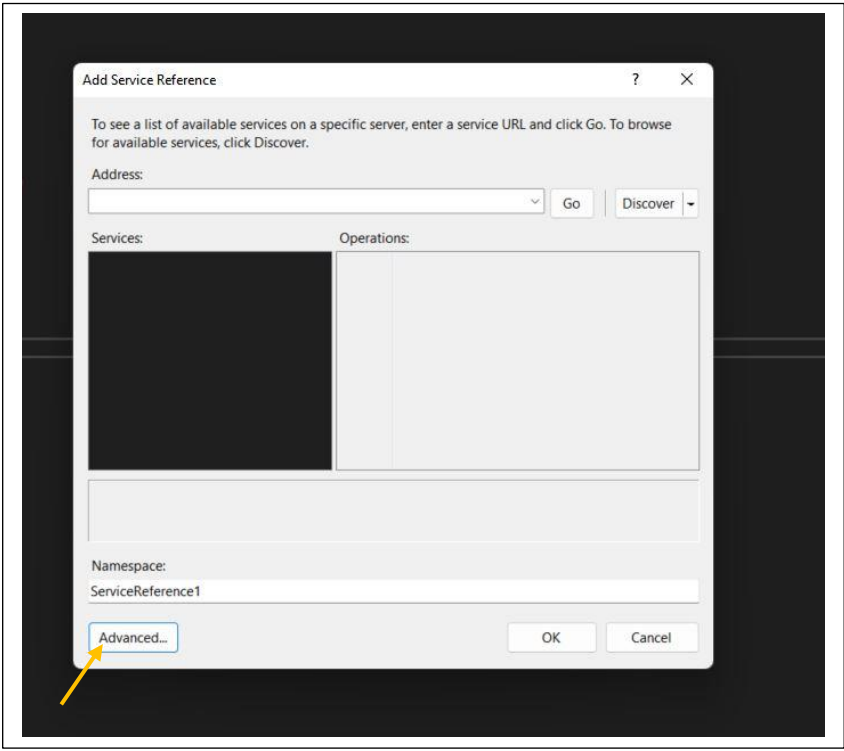 Add Service Reference
?
To see a list of available services on a specific server, enter a service URL and click Go. To browse
for available services, click Discover.
Address:
Go
Discover
Services:
Operations:
Namespace:
ServiceReference1
Advanced...
OK
Cancel